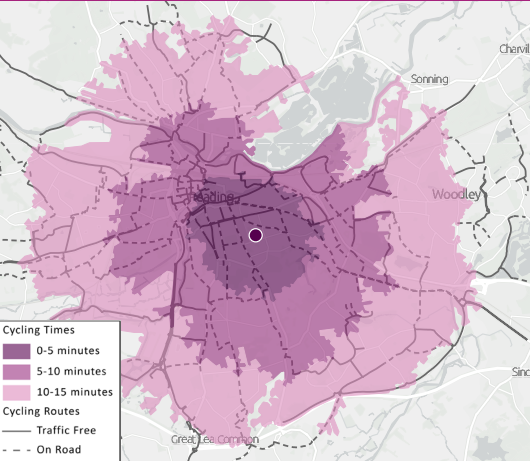 Charvil
Sonning
Reading
Woodley
Cycling Times
0-5 minutes
5-10 minutes
10-15 minutes
Cycling Routes
Traffic Free
On Road
Sind
Great Lea Common